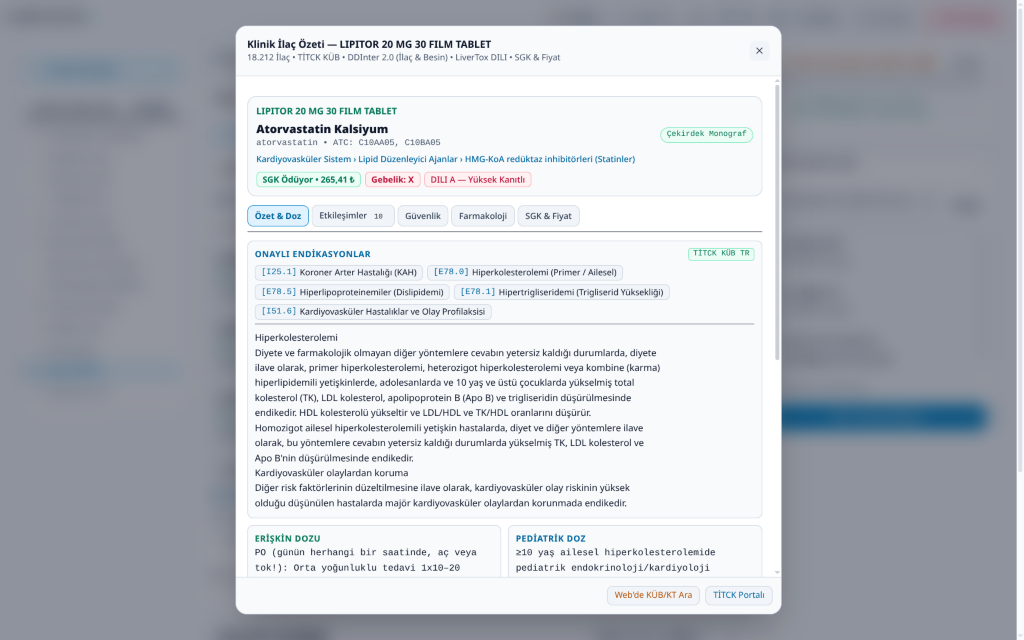 Klinik İlaç Özeti — LIPITOR 20 MG 30 FILM TABLET
18.212 İlaç • TİTCK KÜB • DDInter 2.0 (İlaç & Besin) • LiverTox DILI • SGK & Fiyat
LIPITOR 20 MG 30 FILM TABLET
Atorvastatin Kalsiyum
atorvastatin • ATC: C10AA05, C10BA05
Çekirdek Monograf
Kardiyovasküler Sistem › Lipid Düzenleyici Ajanlar › HMG-KoA redüktaz inhibitörleri (Statinler)
SGK Ödüyor • 265,41 ₺ Gebelik: X DILI A — Yüksek Kanıtlı
Özet & Doz Etkileşimler 10 Güvenlik Farmakoloji SGK & Fiyat
ONAYLI ENDİKASYONLAR TİTCK KÜB TR
[I25.1] Koroner Arter Hastalığı (KAH) [E78.0] Hiperkolesterolemi (Primer / Ailesel)
[E78.5] Hiperlipoproteinemiler (Dislipidemi) [E78.1] Hipertrigliseridemi (Trigliserid Yüksekliği)
[I51.6] Kardiyovasküler Hastalıklar ve Olay Profilaksisi
Hiperkolesterolemi
Diyete ve farmakolojik olmayan diğer yöntemlere cevabın yetersiz kaldığı durumlarda, diyete
ilave olarak, primer hiperkolesterolemi, heterozigot hiperkolesterolemi veya kombine (karma)
hiperlipidemili yetişkinlerde, adolesanlarda ve 10 yaş ve üstü çocuklarda yükselmiş total
kolesterol (TK), LDL kolesterol, apolipoprotein B (Apo B) ve trigliseridin düşürülmesinde
endikedir. HDL kolesterolü yükseltir ve LDL/HDL ve TK/HDL oranlarını düşürür.
Homozigot ailesel hiperkolesterolemili yetişkin hastalarda, diyet ve diğer yöntemlere ilave
olarak, bu yöntemlere cevabın yetersiz kaldığı durumlarda yükselmiş TK, LDL kolesterol ve
Apo B'nin düşürülmesinde endikedir.
Kardiyovasküler olaylardan koruma
Diğer risk faktörlerinin düzeltilmesine ilave olarak, kardiyovasküler olay riskinin yüksek
olduğu düşünülen hastalarda majör kardiyovasküler olaylardan korunmada endikedir.
ERİŞKİN DOZU
PO (günün herhangi bir saatinde, aç veya
tok!): Orta yoğunluklu tedavi 1x10–20
PEDİATRİK DOZ
≥10 yaş ailesel hiperkolesterolemide
pediatrik endokrinoloji/kardiyoloji
Web'de KÜB/KT Ara TİTCK Portalı